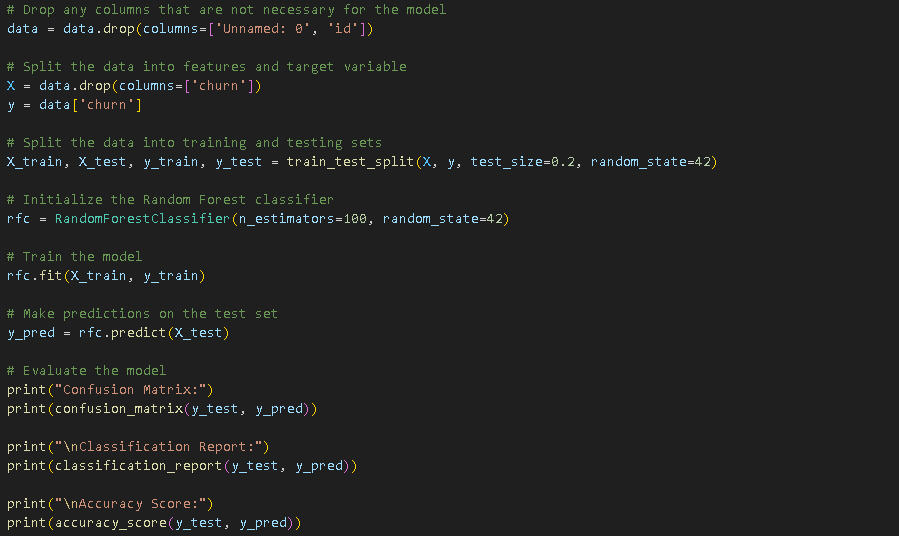 # Drop any columns that are not necessary for the model
data = data.drop(columns=['Unnamed: 0', 'id'])
# Split the data into features and target variable
X = data.drop(columns=['churn'])
y = data['churn']
# Split the data into training and testing sets
X_train, X_test, y_train, y_test = train_test_split(X, y, test_size=0.2, random_state=42)
# Initialize the Random Forest classifier
rfc = RandomForestClassifier(n_estimators=100, random_state=42)
# Train the model
rfc.fit(X_train, y_train)
# Make predictions on the test set
y_pred = rfc.predict(X_test)
# Evaluate the model
print("Confusion Matrix:")
print(confusion_matrix(y_test, y_pred))
print("\nClassification Report:")
print(classification_report(y_test, y_pred))
print("\nAccuracy Score:")
print(accuracy_score(y_test, y_pred))